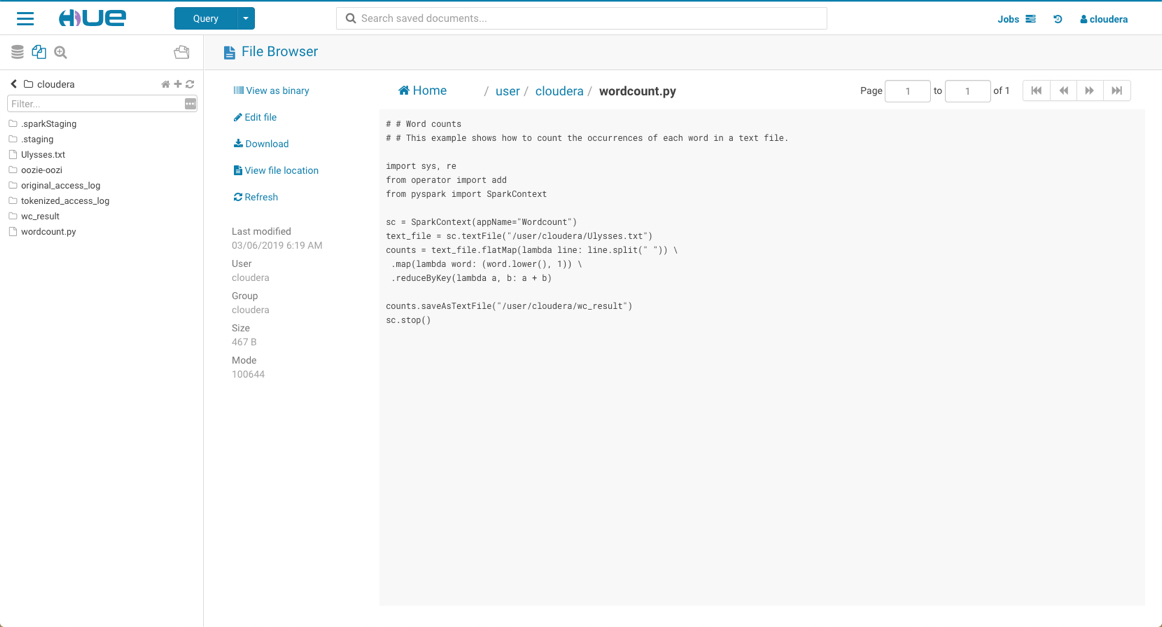 HUE
Query
Search saved documents...
Jobs
cloudera
File Browser
cloudera
Filter...
.sparkStaging
.staging
Ulysses.txt
oozie-oozi
original_access_log
tokenized_access_log
wc_result
wordcount.py
View as binary
Edit file
Download
View file location
Refresh
Last modified
03/06/2019 6:19 AM
User
cloudera
Group
cloudera
Size
467 B
Mode
100644
Home / user / cloudera / wordcount.py
Page 1 to 1 of 1
# # Word counts
# # This example shows how to count the occurrences of each word in a text file.
import sys, re
from operator import add
from pyspark import SparkContext
sc = SparkContext(appName="Wordcount")
text_file = sc.textFile("/user/cloudera/Ulysses.txt")
counts = text_file.flatMap(lambda line: line.split(" ")) \
.map(lambda word: (word.lower(), 1)) \
.reduceByKey(lambda a, b: a + b)
counts.saveAsTextFile("/user/cloudera/wc_result")
sc.stop()